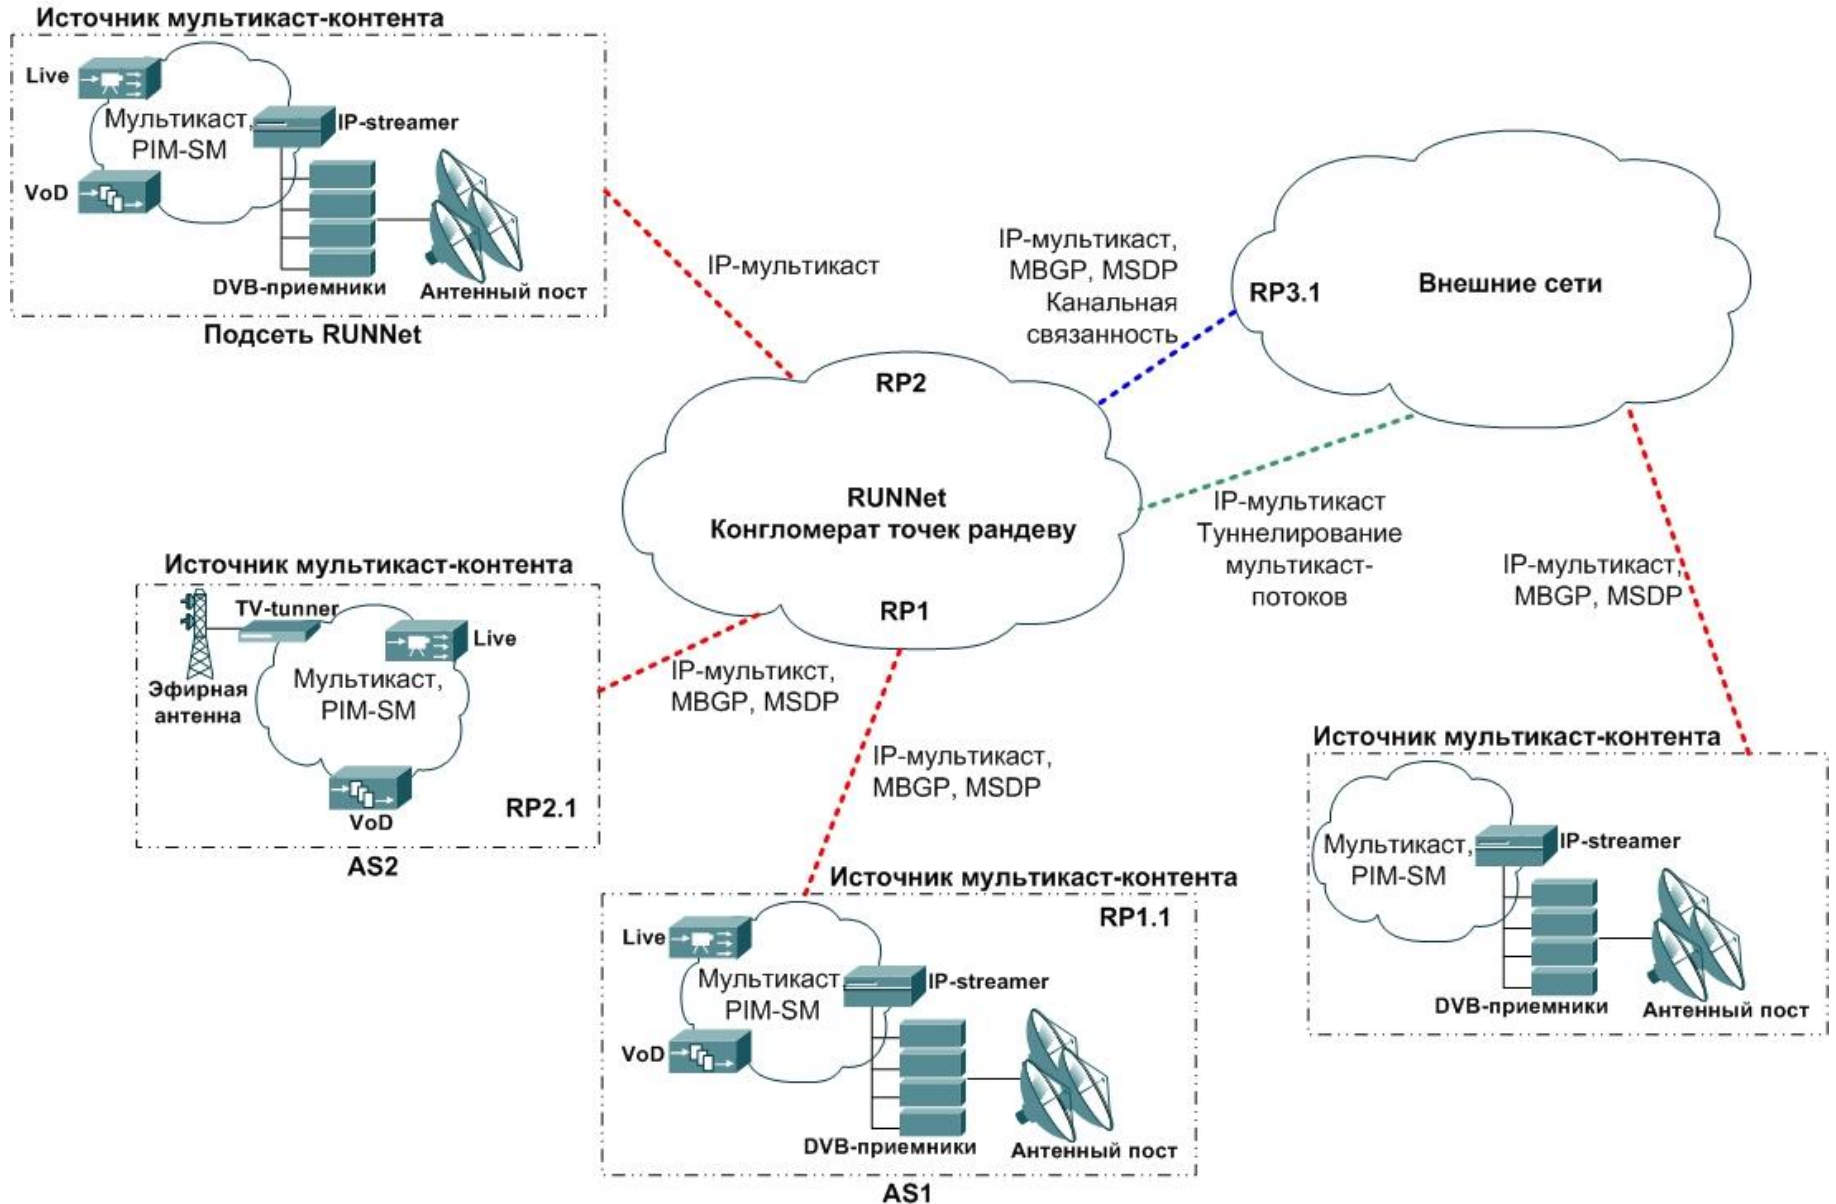 Источник мультикаст-контента
Live
Мультикаст,
PIM-SM
IP-streamer
VoD
DVB-приемники
Антенный пост
Подсеть RUNNet
IP-мультикаст
IP-мультикаст,
MBGP, MSDP
Канальная
связанность
RP3.1
Внешние сети
RP2
RUNNet
Конгломерат точек рандеву
RP1
IP-мультикаст
Туннелирование
мультикаст-
потоков
IP-мультикаст,
MBGP, MSDP
Источник мультикаст-контента
TV-tunner
Live
Эфирная
антенна
Мультикаст,
PIM-SM
VoD
RP2.1
AS2
IP-мультикст,
MBGP, MSDP
IP-мультикаст,
MBGP, MSDP
Источник мультикаст-контента
Мультикаст,
PIM-SM
IP-streamer
DVB-приемники
Антенный пост
Источник мультикаст-контента
RP1.1
Live
Мультикаст,
PIM-SM
IP-streamer
VoD
DVB-приемники
Антенный пост
AS1